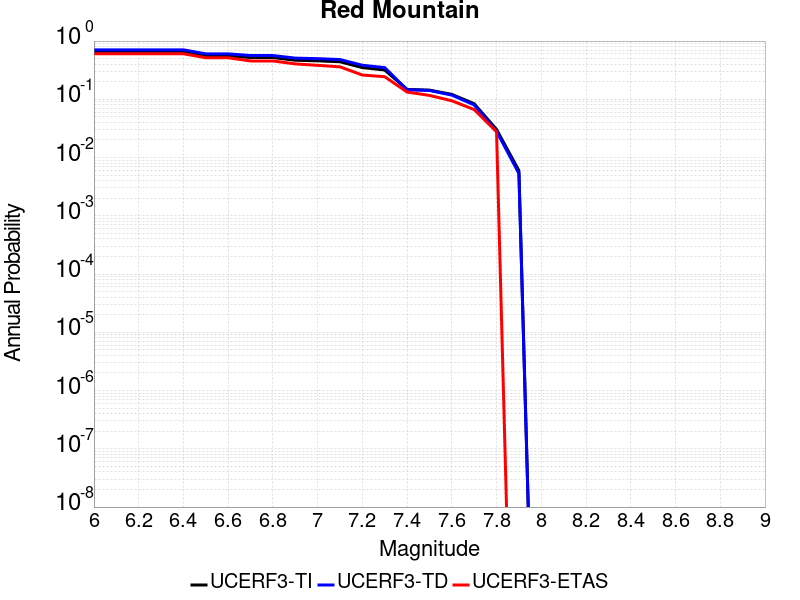 Red Mountain
10^0
10^-1
10^-2
10^-3
10^-4
10^-5
10^-6
10^-7
10^-8
Annual Probability
6 6.2 6.4 6.6 6.8 7 7.2 7.4 7.6 7.8 8 8.2 8.4 8.6 8.8 9
Magnitude
UCERF3-TI UCERF3-TD UCERF3-ETAS